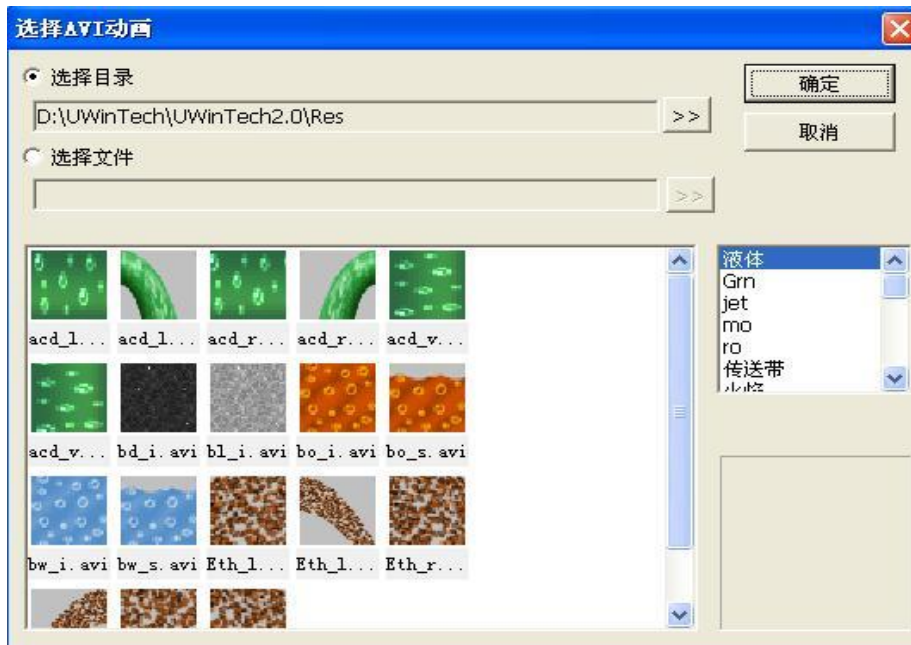 选择AVI动画
选择目录
D:\UWinTech\UWinTech2.0\Res
>>
确定
取消
选择文件
>>
acd_l... acd_l... acd_r... acd_r... acd_v...
acd_v... bd_i.avi bl_i.avi bo_i.avi bo_s.avi
bw_i.avi bw_s.avi Eth_l... Eth_l... Eth_r...
液体
Grn
jet
mo
ro
传送带
火焰